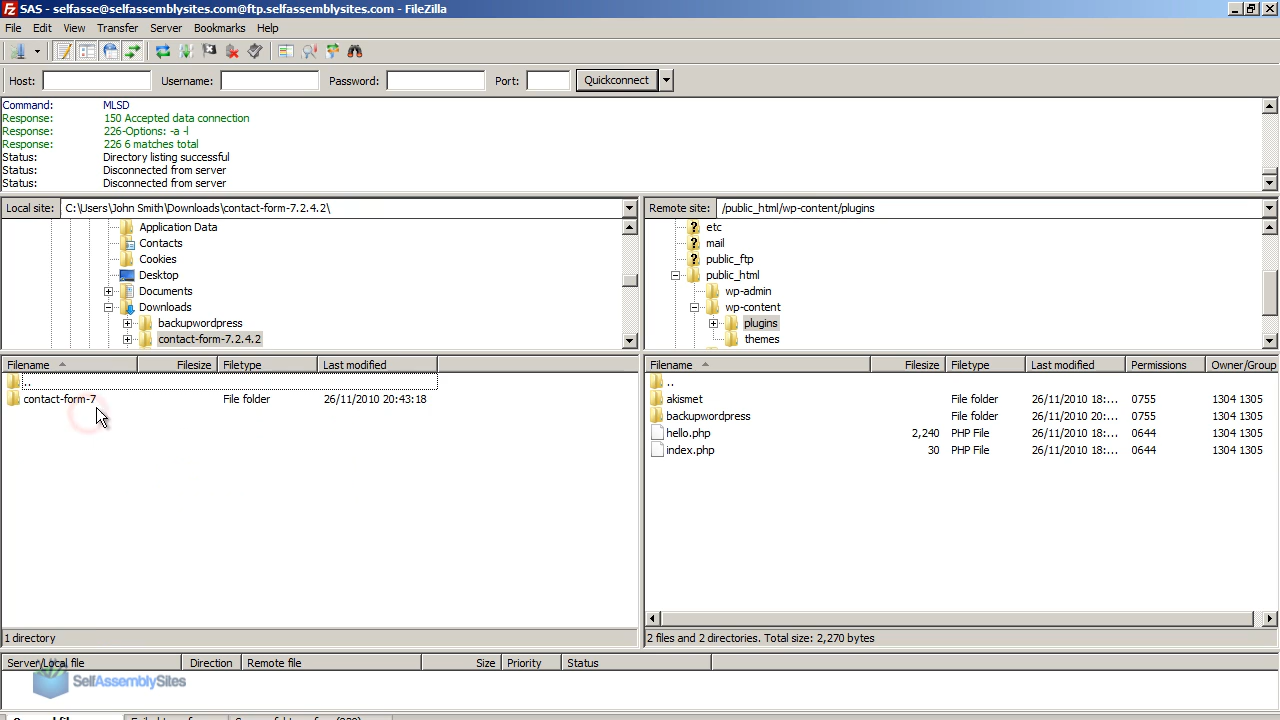 SAS - selfasse@melfassemblysites.com@ftp.selfassemblysites.com - FileZilla
File Edit View Transfer Server Bookmarks Help
Host: Username: Password: Port: Quickconnect
Command: MLSD
Response: 150 Accepted data connection
Response: 226-Options: -a -l
Response: 226 6 matches total
Status: Directory listing successful
Status: Disconnected from server
Status: Disconnected from server
Local site: C:\Users\John Smith\Downloads\contact-form-7.2.4.2\
Application Data
Contacts
Cookies
Desktop
Documents
Downloads
backupwordpress
contact-form-7.2.4.2
Remote site: /public_html/wp-content/plugins
etc
mail
public_ftp
public_html
wp-admin
wp-content
plugins
themes
Filename Filesize Filetype Last modified
..
contact-form-7 File folder 26/11/2010 20:43:18
1 directory
Filename Filesize Filetype Last modified Permissions Owner/Group
..
akismet File folder 26/11/2010 18:... 0755 1304 1305
backupwordpress File folder 26/11/2010 20:... 0755 1304 1305
hello.php 2,240 PHP File 26/11/2010 18:... 0644 1304 1305
index.php 30 PHP File 26/11/2010 18:... 0644 1304 1305
2 files and 2 directories. Total size: 2,270 bytes
Server/Local file Direction Remote file Size Priority Status
SelfAssemblySites